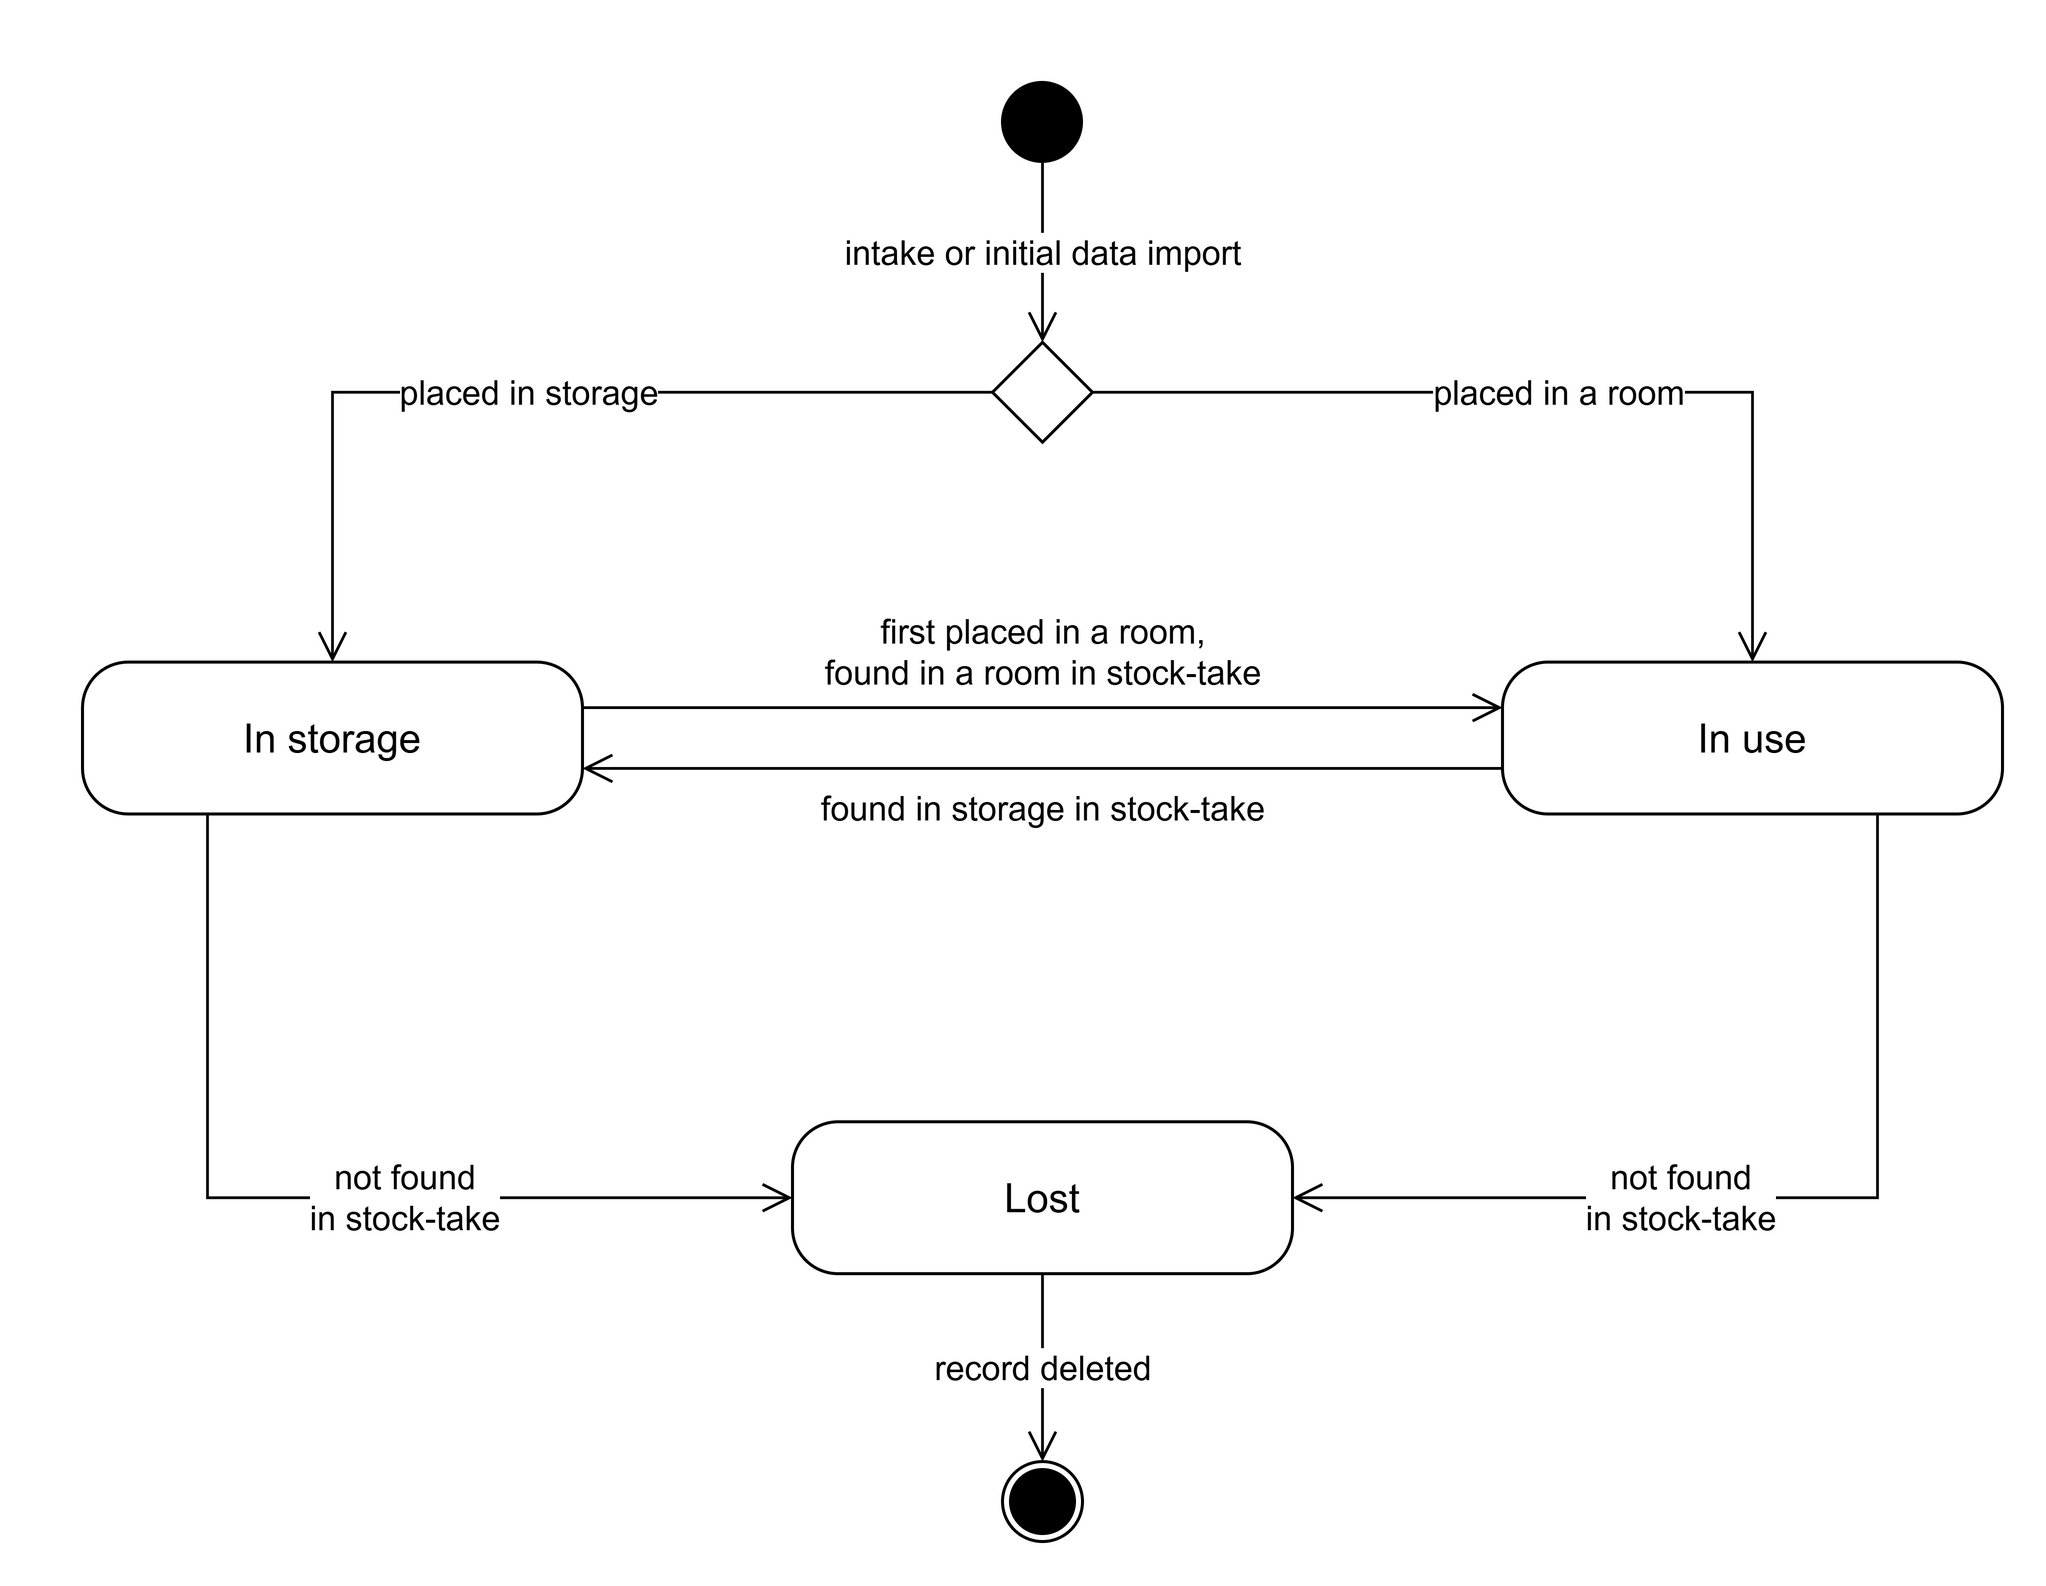 intake or initial data import
placed in storage
placed in a room
first placed in a room,
found in a room in stock-take
In storage
In use
found in storage in stock-take
not found
in stock-take
Lost
not found
in stock-take
record deleted